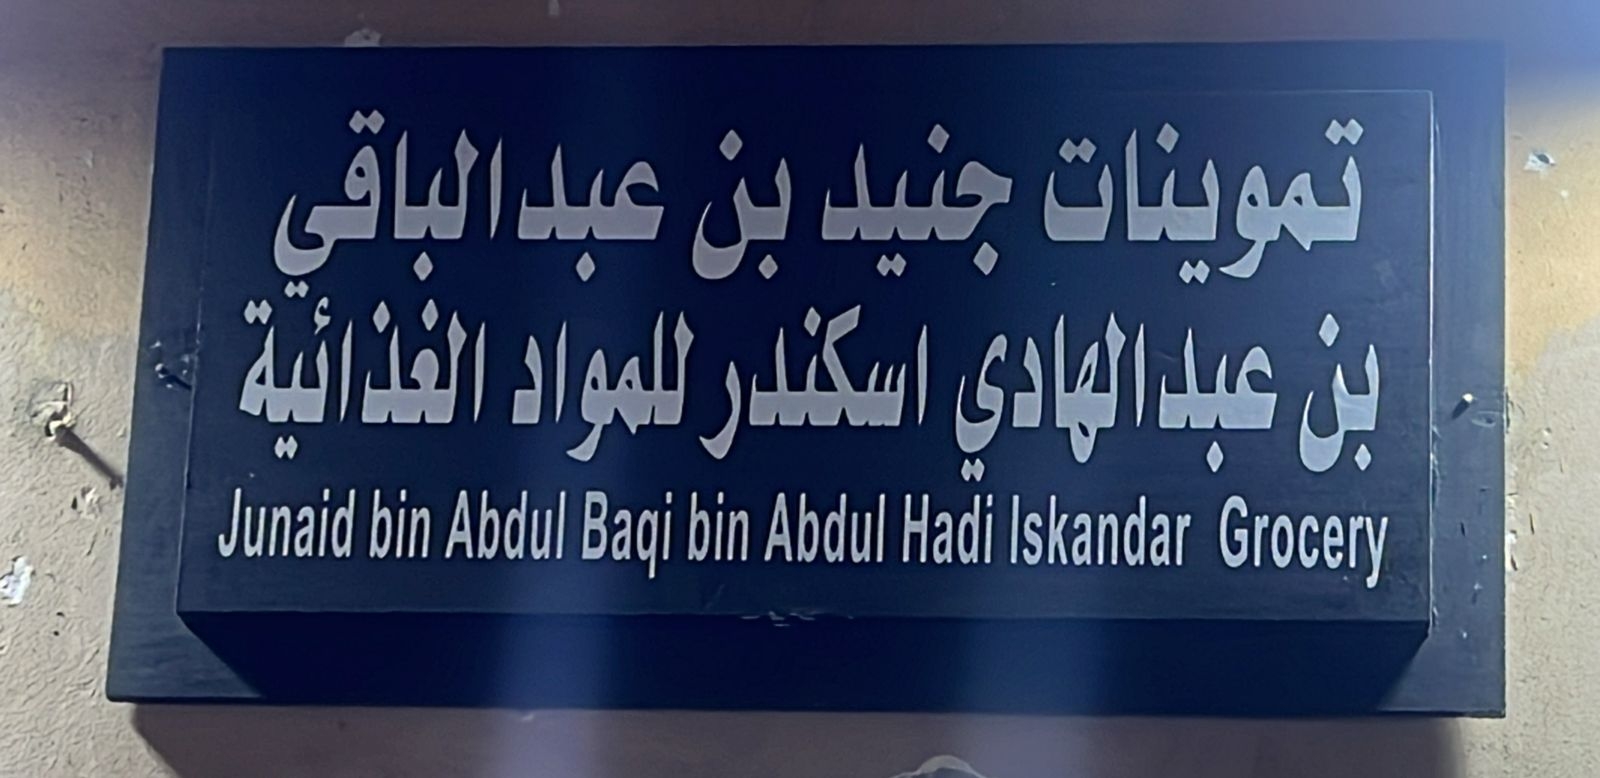 تموينات جنيد بن عبدالباقي
بن عبدالهادي اسكندر للمواد الغذائية
Junaid bin Abdul Baqi bin Abdul Hadi Iskandar Grocery